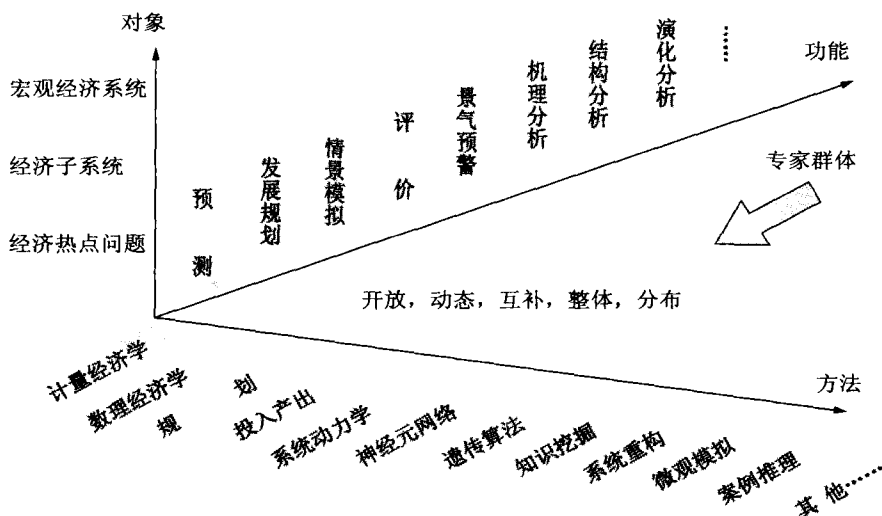 对象
宏观经济系统
经济子系统
经济热点问题
预测
发展规划
情景模拟
评价
景气预警
机理分析
结构分析
演化分析
……
功能
专家群体
开放，动态，互补，整体，分布
方法
计量经济学
数理经济学
规划
投入产出
系统动力学
神经元网络
遗传算法
知识挖掘
系统重构
微观模拟
案例推理
其他……